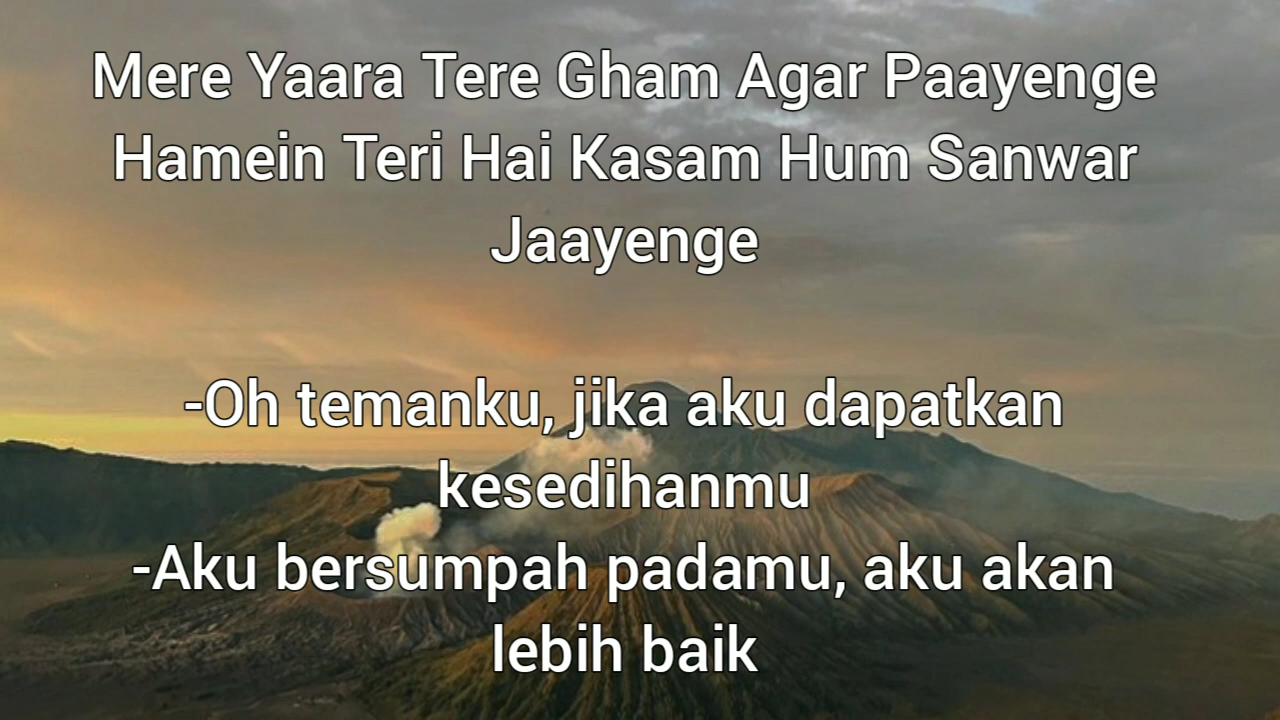 Mere Yaara Tere Gham Agar Paayenge
Hamein Teri Hai Kasam Hum Sanwar
Jaayenge
-Oh temanku, jika aku dapatkan
kesedihanmu
-Aku bersumpah padamu, aku akan
lebih baik